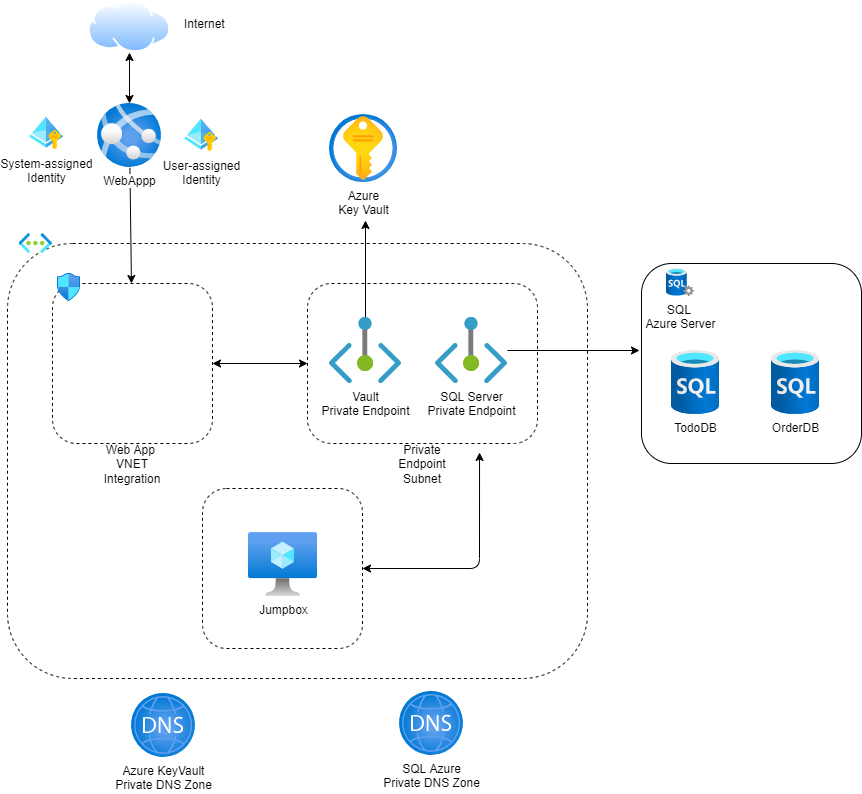 Internet
System-assigned
Identity
WebAppp
User-assigned
Identity
Azure
Key Vault
SQL
SQL
Azure Server
SQL
TodoDB
SQL
OrderDB
Vault
Private Endpoint
SQL Server
Private Endpoint
Web App
VNET
Integration
Private
Endpoint
Subnet
Jumpbox
DNS
Azure KeyVault
Private DNS Zone
DNS
SQL Azure
Private DNS Zone